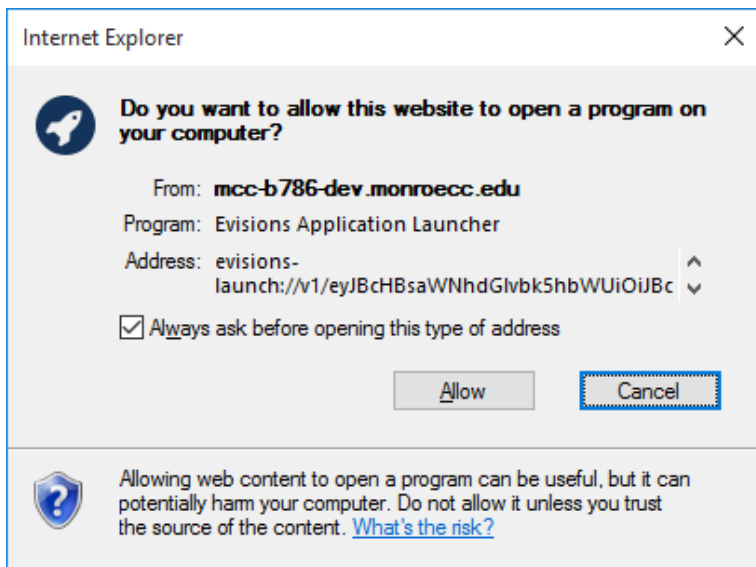 Internet Explorer
Do you want to allow this website to open a program on
your computer?
From: mcc-b786-dev.monroecc.edu
Program: Evisions Application Launcher
Address: evisions-
launch://v1/eyJBcHBsaWNhdGlvbk5hbWUiOiJBc
Always ask before opening this type of address
Allow
Cancel
Allowing web content to open a program can be useful, but it can
potentially harm your computer. Do not allow it unless you trust
the source of the content. What's the risk?